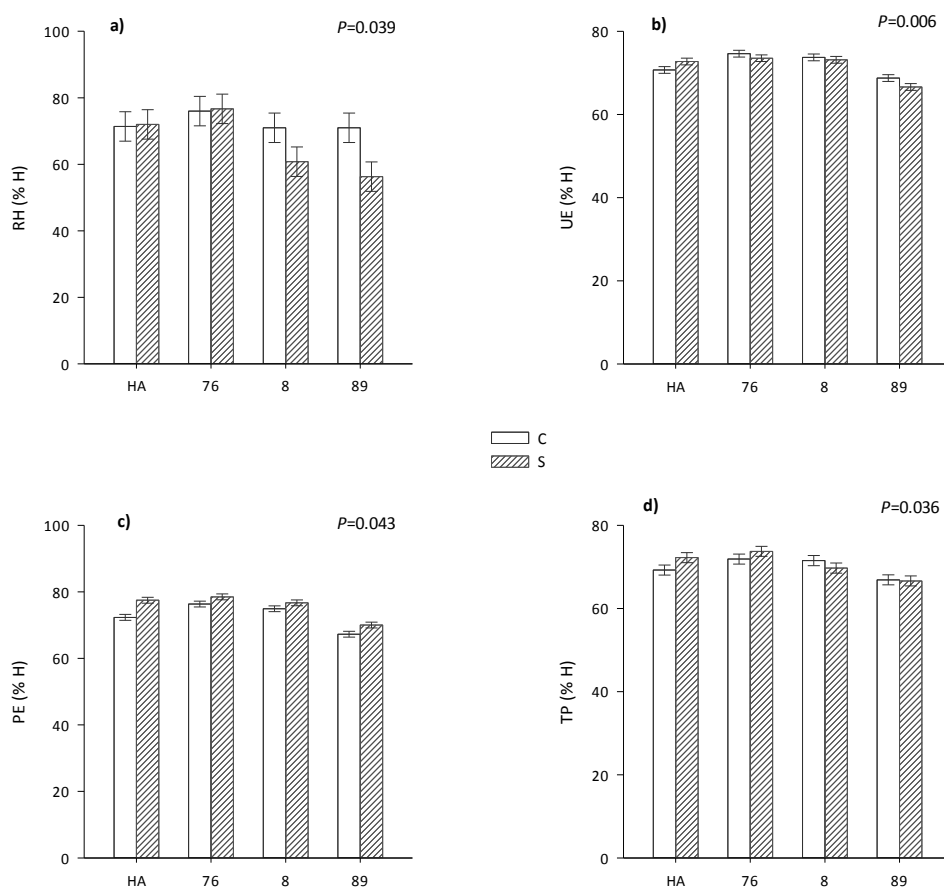 a)
P=0.039
100
80
60
40
20
0
RH (% H)
HA 76 8 89
b)
P=0.006
80
60
40
20
0
UE (% H)
HA 76 8 89
C
S
c)
P=0.043
100
80
60
40
20
0
PE (% H)
HA 76 8 89
d)
P=0.036
80
60
40
20
0
TP (% H)
HA 76 8 89